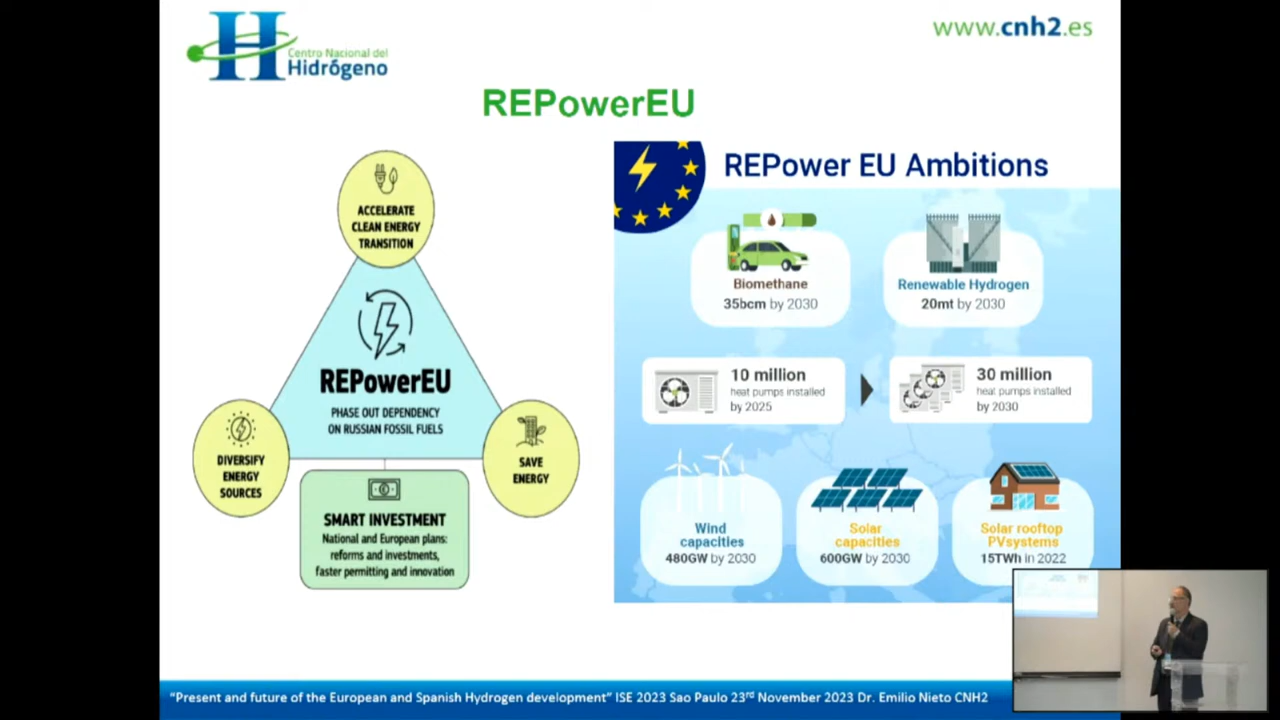 H
Centro Nacional del
Hidrógeno
www.cnh2.es
REPowerEU
ACCELERATE
CLEAN ENERGY
TRANSITION
REPowerEU
PHASE OUT DEPENDENCY
ON RUSSIAN FOSSIL FUELS
DIVERSIFY
ENERGY
SOURCES
SAVE
ENERGY
SMART INVESTMENT
National and European plans:
reforms and investments,
faster permitting and innovation
REPower EU Ambitions
Biomethane
35bcm by 2030
Renewable Hydrogen
20mt by 2030
10 million
heat pumps installed
by 2025
30 million
heat pumps installed
by 2030
Wind
capacities
480GW by 2030
Solar
capacities
600GW by 2030
Solar rooftop
PVsystems
15TWh in 2022
“Present and future of the European and Spanish Hydrogen development” ISE 2023 Sao Paulo 23rd November 2023 Dr. Emilio Nieto CNH2